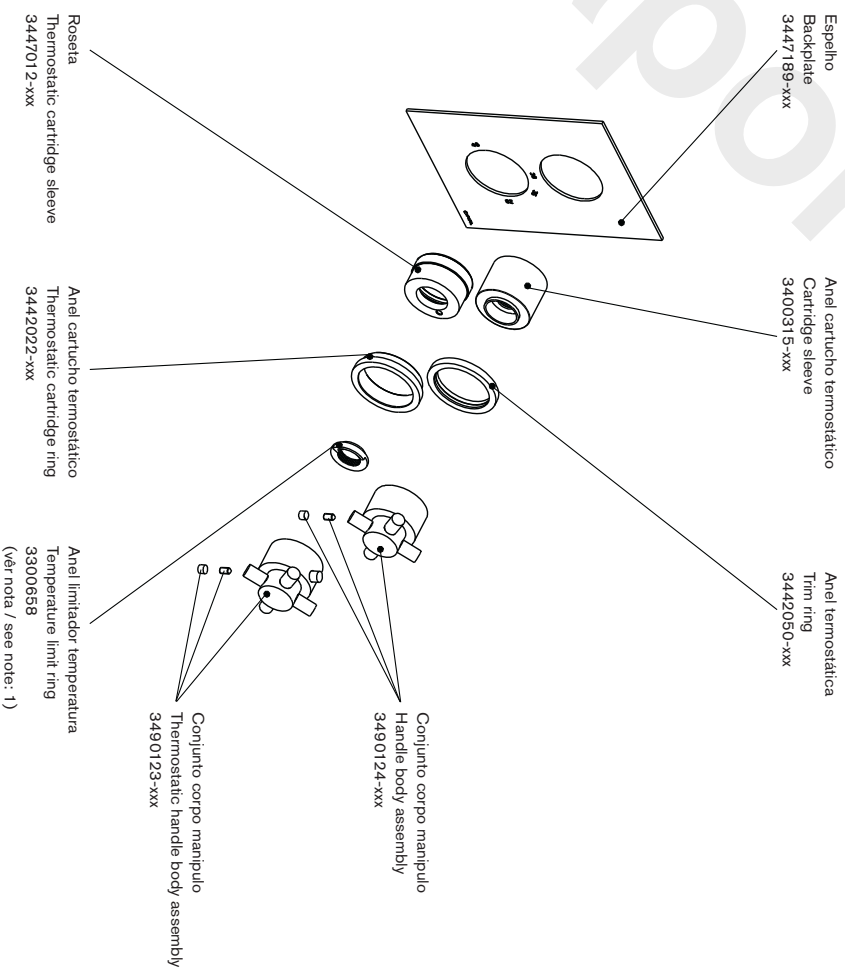 Espelho
Backplate
3447189-xxx
Anel cartucho termostático
Cartridge sleeve
3400315-xxx
Anel termostática
Trim ring
3442050-xxx
Roseta
Thermostatic cartridge sleeve
3447012-xxx
Anel cartucho termostático
Thermostatic cartridge ring
3442022-xxx
Anel limitador temperatura
Temperature limit ring
3300658
(vêr nota / see note: 1)
Conjunto corpo manipulo
Handle body assembly
3490124-xxx
Conjunto corpo manipulo
Thermostatic handle body assembly
3490123-xxx